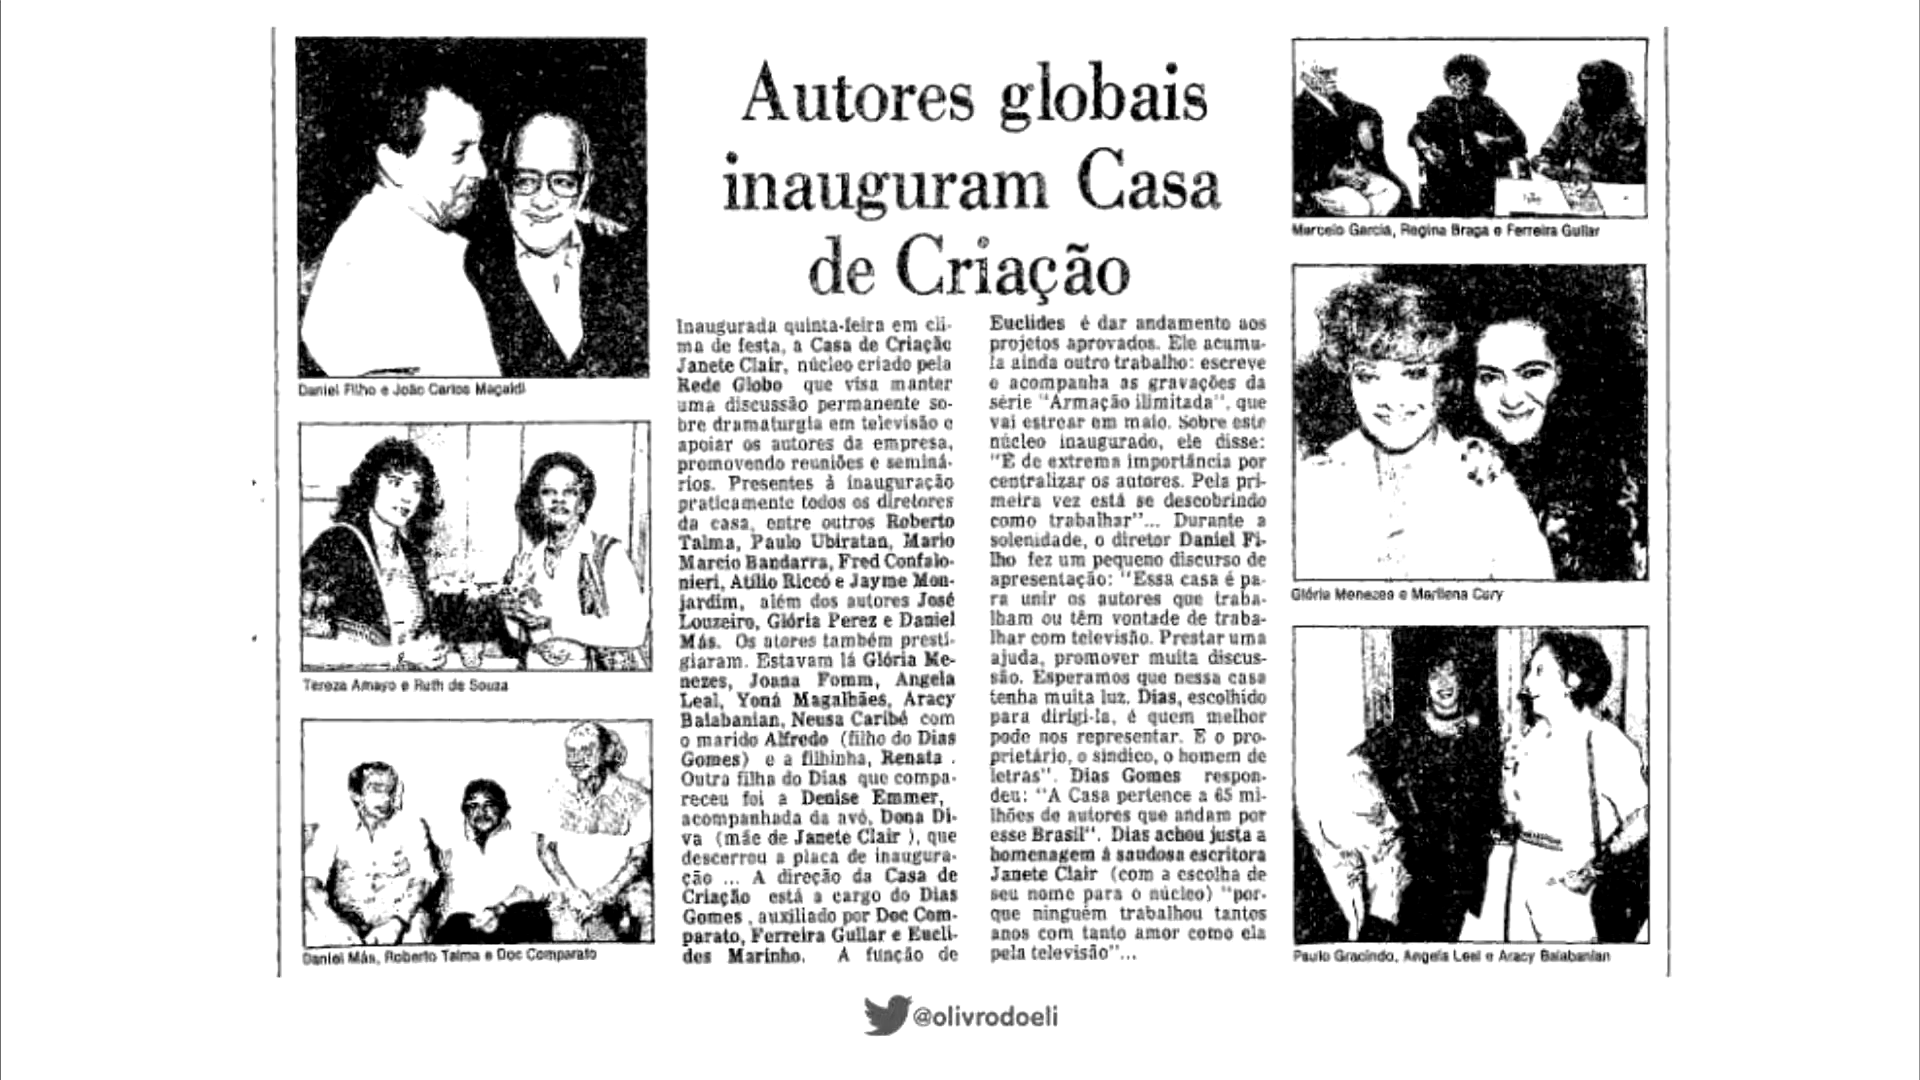 Autores globais
inauguram Casa
de Criação
Daniel Filho e João Carlos Magaldi
Tereza Amayo e Ruth de Souza
Daniel Más, Roberto Talma e Doc Comparato
Inaugurada quinta-feira em cli-
ma de festa, a Casa de Criação
Janete Clair, núcleo criado pela
Rede Globo que visa manter
uma discussão permanente so-
bre dramaturgia em televisão e
apoiar os autores da empresa,
promovendo reuniões e seminá-
rios. Presentes à inauguração
praticamente todos os diretores
da casa, entre outros Roberto
Talma, Paulo Ubiratan, Mario
Marcio Bandarra, Fred Confalo-
nieri, Atílio Riccó e Jayme Mon-
jardim, além dos autores José
Louzeiro, Glória Perez e Daniel
Más. Os atores também presti-
giaram. Estavam lá Glória Me-
nezes, Joana Fomm, Angela
Leal, Yoná Magalhães, Aracy
Balabanian, Neusa Caribé com
o marido Alfredo (filho do Dias
Gomes) e a filhinha, Renata .
Outra filha do Dias que compa-
receu foi a Denise Emmer,
acompanhada da avó, Dona Di-
va (mãe de Janete Clair ), que
descerrou a placa de inaugura-
ção ... A direção da Casa de
Criação está a cargo do Dias
Gomes , auxiliado por Doc Com-
parato, Ferreira Gullar e Eucli-
des Marinho. A função de
Euclides é dar andamento aos
projetos aprovados. Ele acumu-
la ainda outro trabalho: escreve
e acompanha as gravações da
série "Armação ilimitada", que
vai estrear em maio. Sobre este
núcleo inaugurado, ele disse:
"É de extrema importância por
centralizar os autores. Pela pri-
meira vez está se descobrindo
como trabalhar"... Durante a
solenidade, o diretor Daniel Fi-
lho fez um pequeno discurso de
apresentação: "Essa casa é pa-
ra unir os autores que traba-
lham ou têm vontade de traba-
lhar com televisão. Prestar uma
ajuda, promover muita discus-
são. Esperamos que nessa casa
tenha muita luz. Dias, escolhido
para dirigi-la, é quem melhor
pode nos representar. E o pro-
prietário, o síndico, o homem de
letras". Dias Gomes respon-
deu: "A Casa pertence a 65 mi-
lhões de autores que andam por
esse Brasil". Dias achou justa a
homenagem à saudosa escritora
Janete Clair (com a escolha de
seu nome para o núcleo) "por-
que ninguém trabalhou tantos
anos com tanto amor como ela
pela televisão"...
Marcelo Garcia, Regina Braga e Ferreira Gullar
Glória Menezes e Marilena Cury
Paulo Gracindo, Angela Leal e Aracy Balabanian
@olivrodoeli